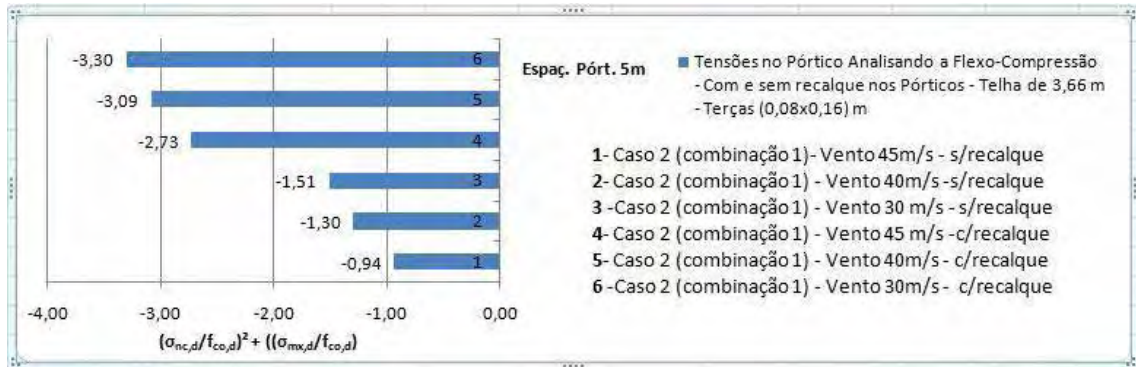 -3,30
6
-3,09
5
-2,73
4
-1,51
3
-1,30
2
-0,94
1
-4,00 -3,00 -2,00 -1,00 0,00
(σnc,d/fco,d)² + ((σmx,d/fco,d)
Espaç. Pórt. 5m
Tensões no Pórtico Analisando a Flexo-Compressão
- Com e sem recalque nos Pórticos - Telha de 3,66 m
- Terças (0,08x0,16) m
1- Caso 2 (combinação 1)- Vento 45m/s - s/recalque
2- Caso 2 (combinação 1) - Vento 40m/s -s/recalque
3 -Caso 2 (combinação 1) - Vento 30 m/s - s/recalque
4- Caso 2 (combinação 1) - Vento 45 m/s -c/recalque
5- Caso 2 (combinação 1) - Vento 40m/s - c/recalque
6 -Caso 2 (combinação 1) - Vento 30m/s - c/recalque